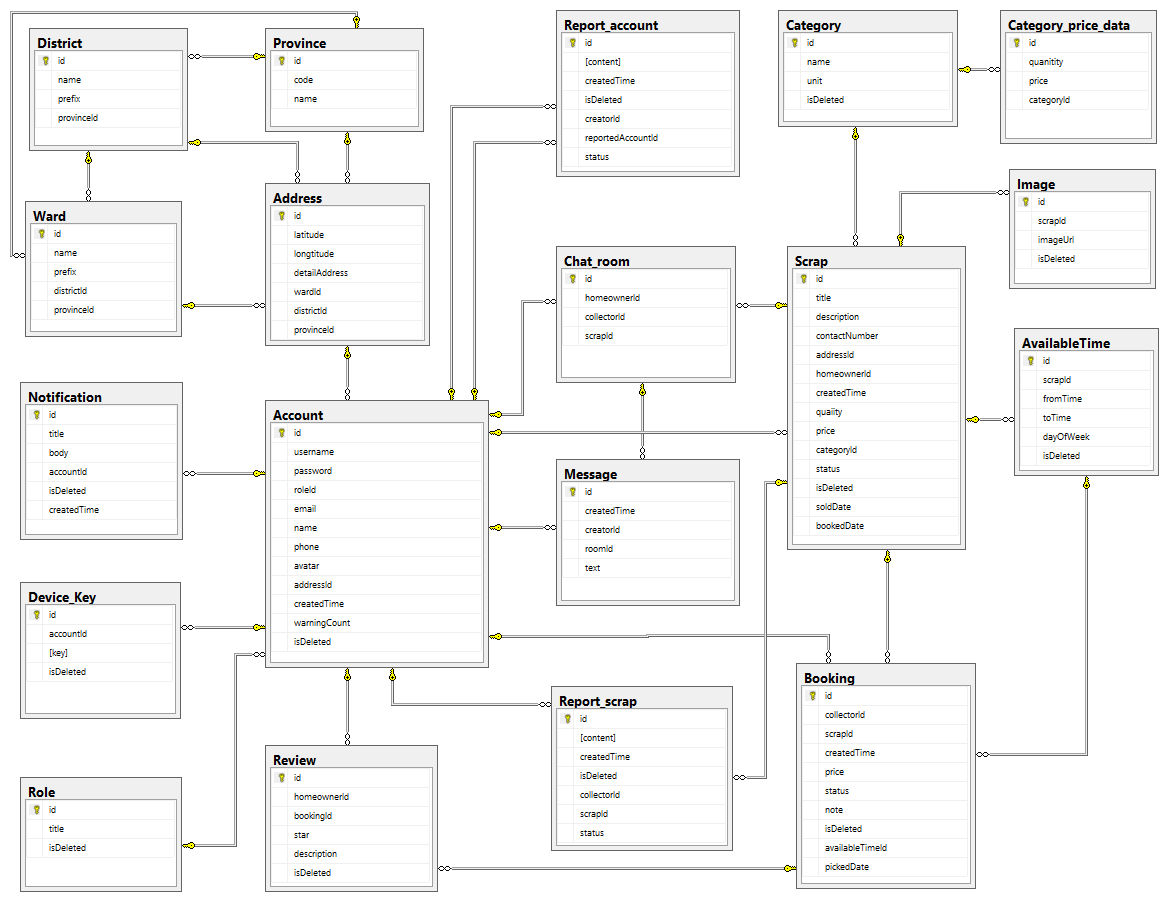 District
id
name
prefix
provinceId
Province
id
code
name
Report_account
id
[content]
createdTime
isDeleted
creatorId
reportedAccountId
status
Category
id
name
unit
isDeleted
Category_price_data
id
quanitity
price
categoryId
Ward
id
name
prefix
districtId
provinceId
Address
id
latitude
longtitude
detailAddress
wardId
districtId
provinceId
Chat_room
id
homeownerId
collectorId
scrapId
Scrap
id
title
description
contactNumber
addressId
homeownerId
createdTime
quality
price
categoryId
status
isDeleted
soldDate
bookedDate
Image
id
scrapId
imageUrl
isDeleted
AvailableTime
id
scrapId
fromTime
toTime
dayOfWeek
isDeleted
Notification
id
title
body
accountId
isDeleted
createdTime
Account
id
username
password
roleId
email
name
phone
avatar
addressId
createdTime
warningCount
isDeleted
Message
id
createdTime
creatorId
roomId
text
Device_Key
id
accountId
[key]
isDeleted
Role
id
title
isDeleted
Review
id
homeownerId
bookingId
star
description
isDeleted
Report_scrap
id
[content]
createdTime
isDeleted
collectorId
scrapId
status
Booking
id
collectorId
scrapId
createdTime
price
status
note
isDeleted
availableTimeId
pickedDate